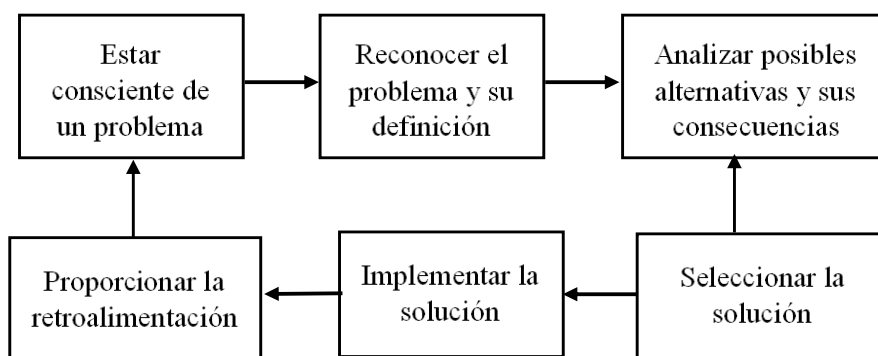 Estar
consciente de
un problema
Reconocer el
problema y su
definición
Analizar posibles
alternativas y sus
consecuencias
Proporcionar la
retroalimentación
Implementar la
solución
Seleccionar la
solución